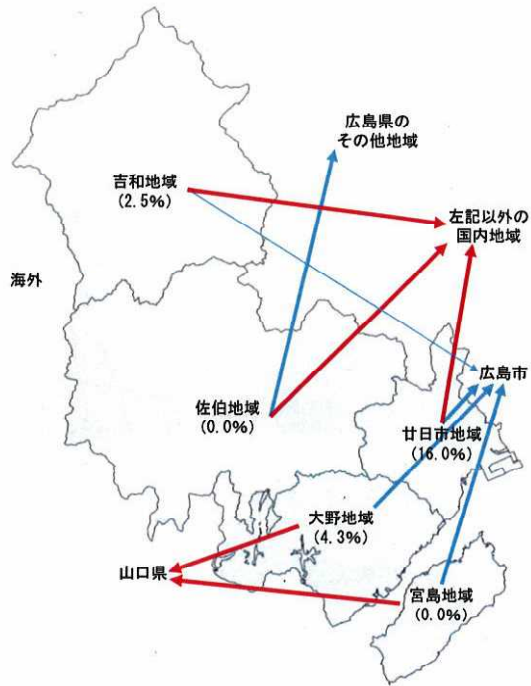 広島県の
その他地域
吉和地域
(2.5%)
左記以外の
国内地域
海外
広島市
佐伯地域
(0.0%)
廿日市地域
(16.0%)
大野地域
(4.3%)
山口県
宮島地域
(0.0%)